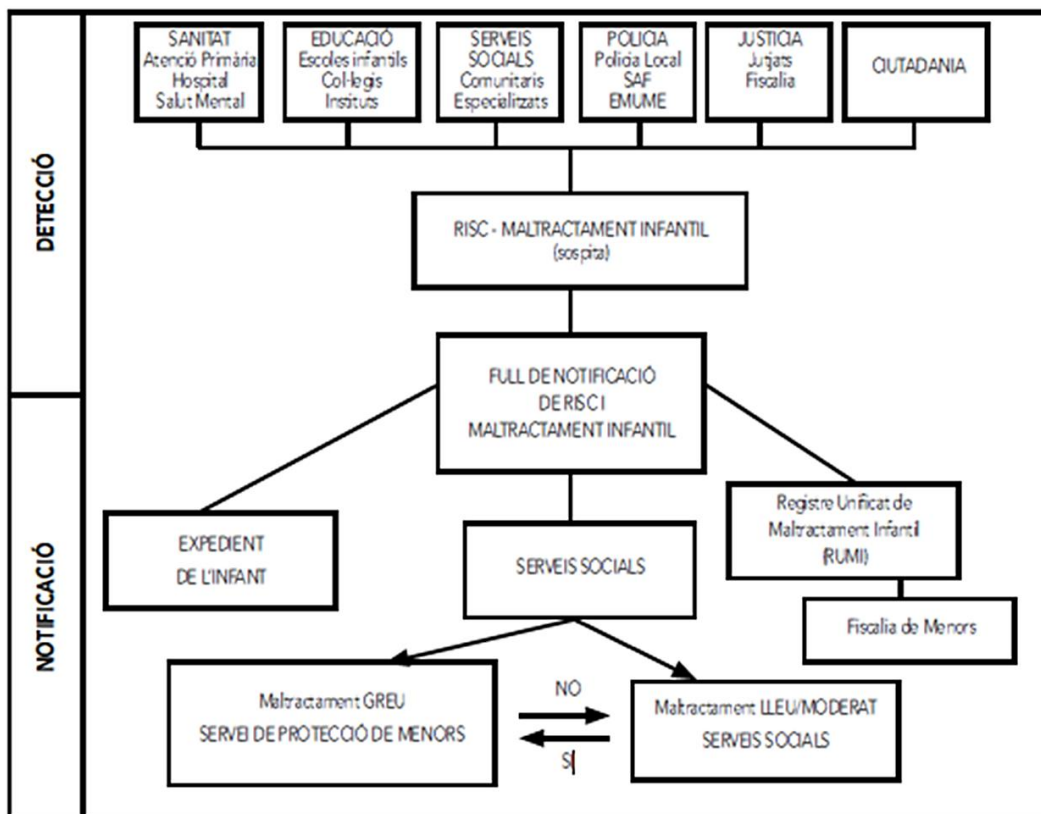 DETECCIÓ
SANITAT
Atenció Primària
Hospital
Salut Mental
EDUCACIÓ
Escoles infantils
Col·legis
Instituts
SERVEIS
SOCIALS
Comunitaris
Especialitzats
POLICIA
Policia Local
SAF
EMUME
JUSTICIA
Jutjats
Fiscalia
CIUTADANIA
RISC - MALTRACTAMENT INFANTIL
(sospita)
FULL DE NOTIFICACIÓ
DE RISC I
MALTRACTAMENT INFANTIL
NOTIFICACIÓ
EXPEDIENT
DE L'INFANT
SERVEIS SOCIALS
Registre Unificat de
Maltractament Infantil
(RUMI)
Fiscalia de Menors
Maltractament GREU
SERVEI DE PROTECCIÓ DE MENORS
NO
SÍ
Maltractament LLEU/MODERAT
SERVEIS SOCIALS